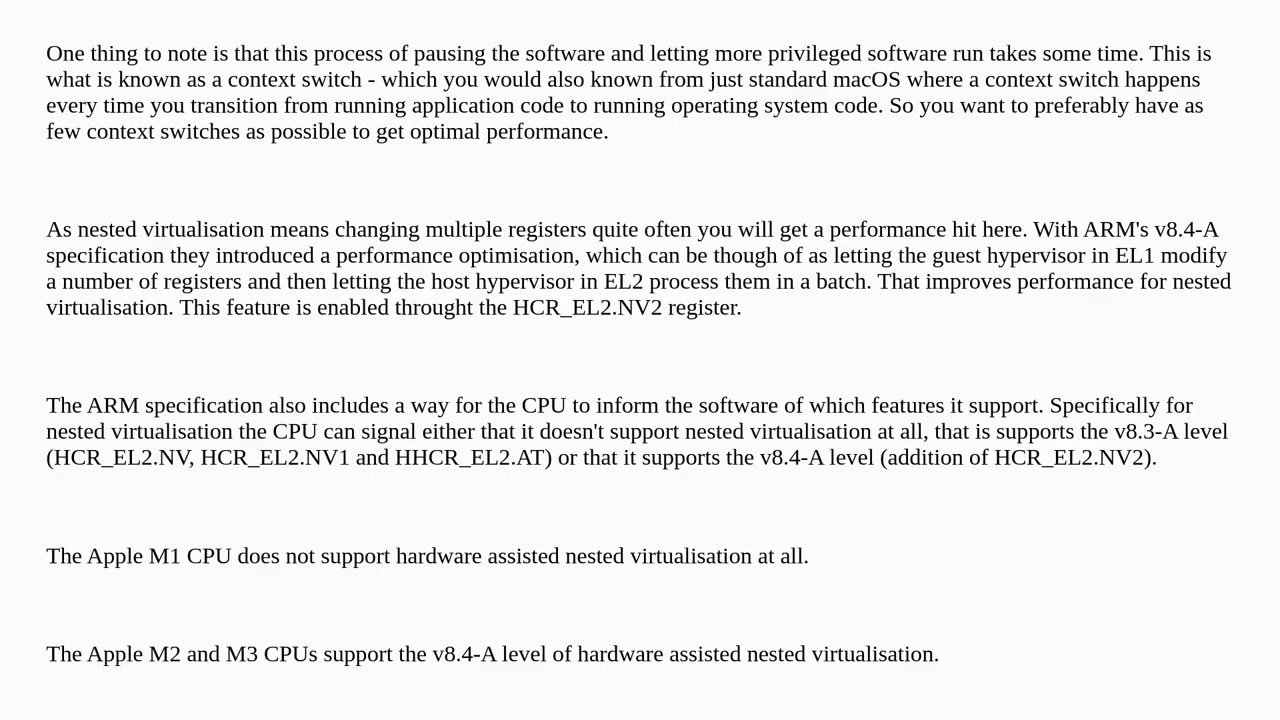 One thing to note is that this process of pausing the software and letting more privileged software run takes some time. This is
what is known as a context switch - which you would also known from just standard macOS where a context switch happens
every time you transition from running application code to running operating system code. So you want to preferably have as
few context switches as possible to get optimal performance.
As nested virtualisation means changing multiple registers quite often you will get a performance hit here. With ARM's v8.4-A
specification they introduced a performance optimisation, which can be though of as letting the guest hypervisor in EL1 modify
a number of registers and then letting the host hypervisor in EL2 process them in a batch. That improves performance for nested
virtualisation. This feature is enabled throught the HCR_EL2.NV2 register.
The ARM specification also includes a way for the CPU to inform the software of which features it support. Specifically for
nested virtualisation the CPU can signal either that it doesn't support nested virtualisation at all, that is supports the v8.3-A level
(HCR_EL2.NV, HCR_EL2.NV1 and HHCR_EL2.AT) or that it supports the v8.4-A level (addition of HCR_EL2.NV2).
The Apple M1 CPU does not support hardware assisted nested virtualisation at all.
The Apple M2 and M3 CPUs support the v8.4-A level of hardware assisted nested virtualisation.